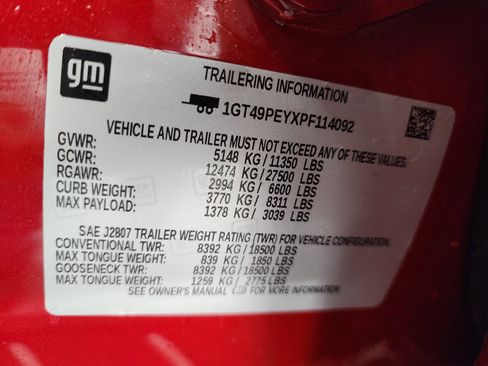 gm
TRAILERING INFORMATION
1GT49PEYXPF114092
VEHICLE AND TRAILER MUST NOT EXCEED ANY OF THESE VALUES.
GVWR: 5148 KG / 11350 LBS
GCWR: 12474 KG / 27500 LBS
RGAWR: 2994 KG / 6600 LBS
CURB WEIGHT: 3770 KG / 8311 LBS
MAX PAYLOAD: 1378 KG / 3039 LBS
SAE J2807 TRAILER WEIGHT RATING (TWR) FOR VEHICLE CONFIGURATION.
CONVENTIONAL TWR: 8392 KG / 18500 LBS
MAX TONGUE WEIGHT: 839 KG / 1850 LBS
GOOSENECK TWR: 8392 KG / 18500 LBS
MAX TONGUE WEIGHT: 1259 KG / 2775 LBS
SEE OWNER'S MANUAL FOR MORE INFORMATION.